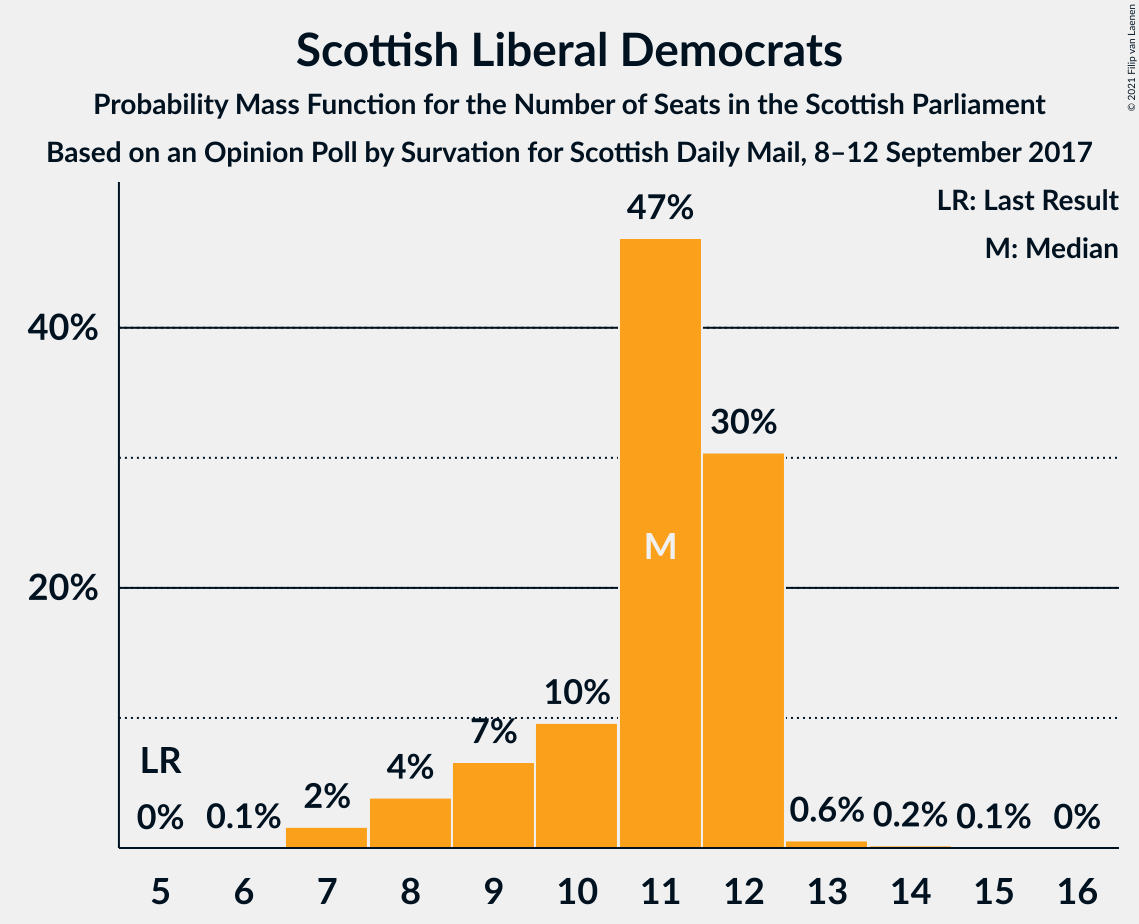 Scottish Liberal Democrats
Probability Mass Function for the Number of Seats in the Scottish Parliament
Based on an Opinion Poll by Survation for Scottish Daily Mail, 8–12 September 2017
© 2021 Filip van Laenen
LR: Last Result
M: Median
47%
40%
30%
M
20%
10%
7%
LR
4%
2%
0%
0.1%
0.6%
0.2%
0.1%
0%
5 6 7 8 9 10 11 12 13 14 15 16